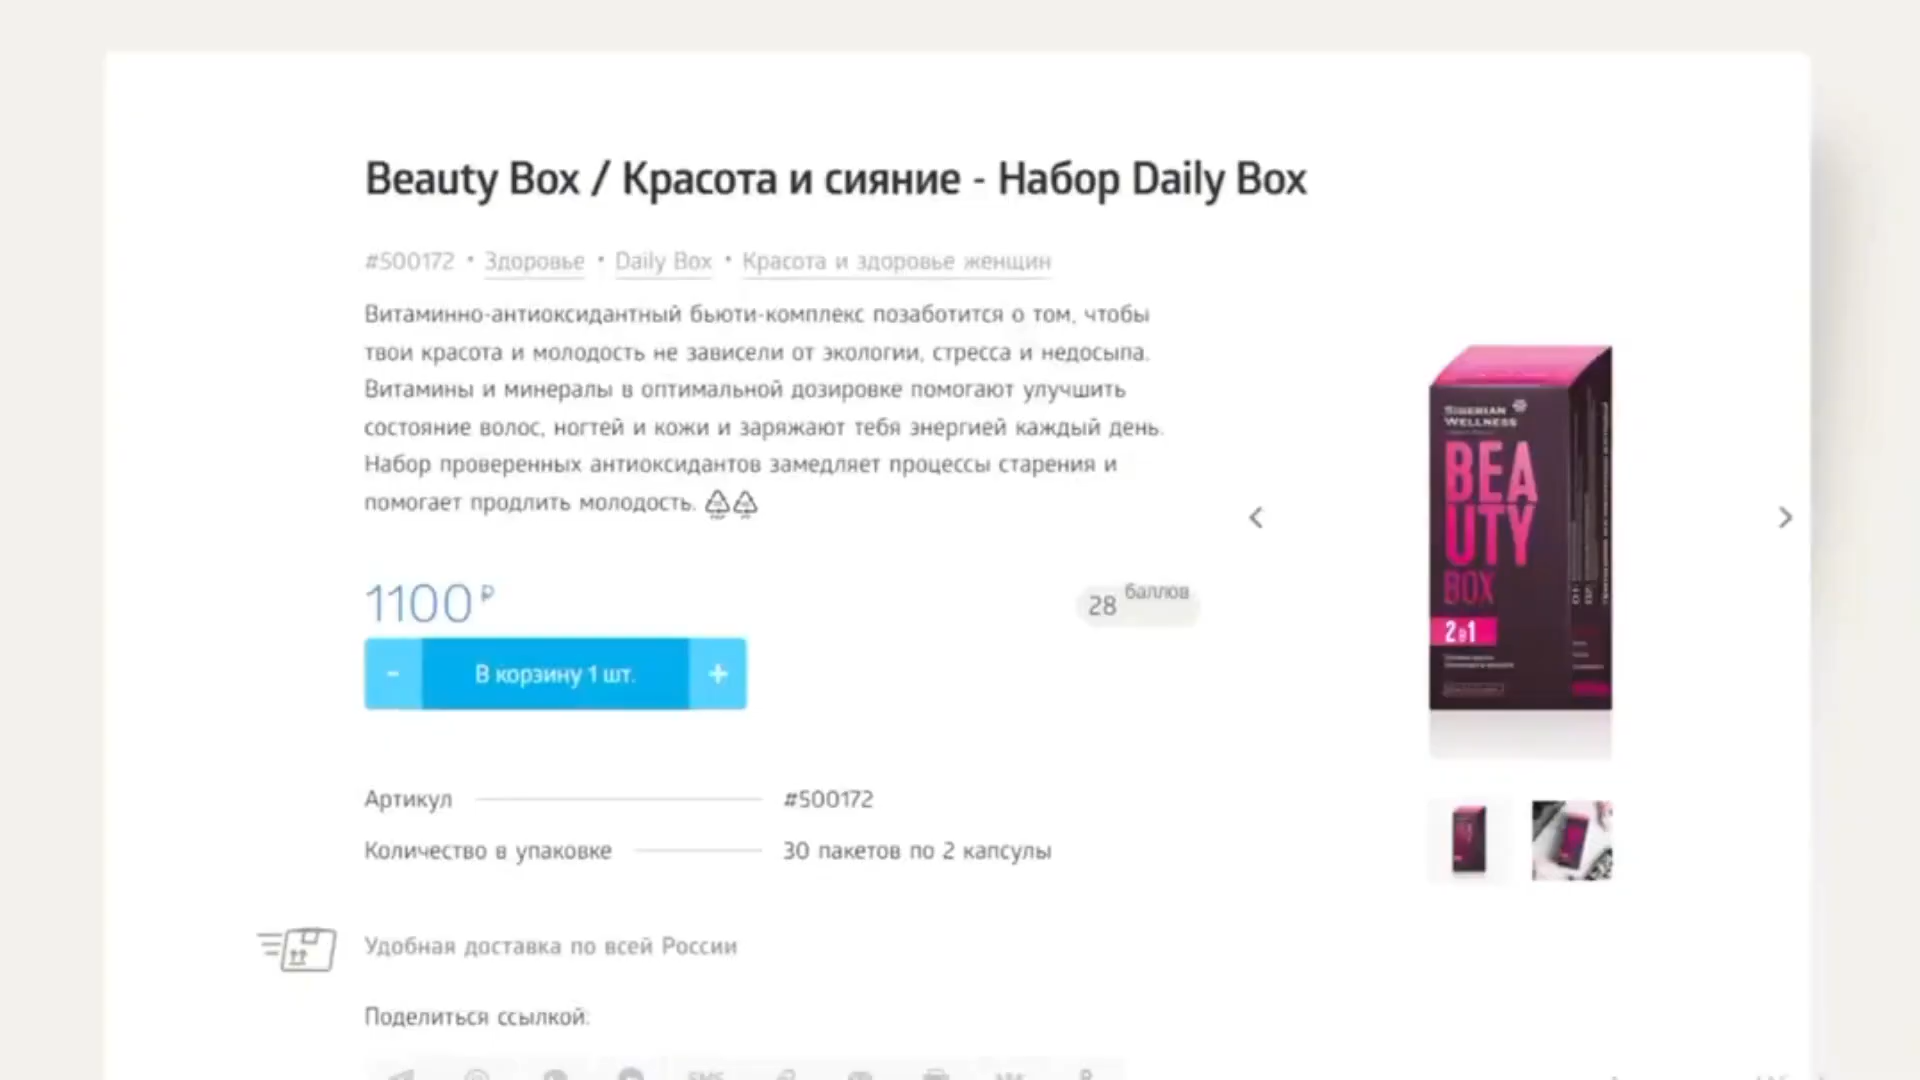 Beauty Box / Красота и сияние - Набор Daily Box
#500172 • Здоровье • Daily Box • Красота и здоровье женщин
Витаминно-антиоксидантный бьюти-комплекс позаботится о том, чтобы
твои красота и молодость не зависели от экологии, стресса и недосыпа.
Витамины и минералы в оптимальной дозировке помогают улучшить
состояние волос, ногтей и кожи и заряжают тебя энергией каждый день.
Набор проверенных антиоксидантов замедляет процессы старения и
помогает продлить молодость.
1100 ₽
28 баллов
- В корзину 1 шт. +
Артикул #500172
Количество в упаковке 30 пакетов по 2 капсулы
Удобная доставка по всей России
Поделиться ссылкой:
SIBERIAN
WELLNESS
BEA
UTY
BOX
2в1